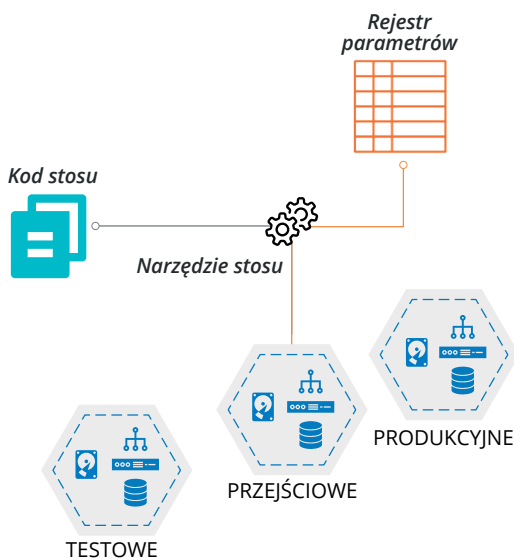 Rejestr
parametrów
Kod stosu
Narzędzie stosu
PRODUKCYJNE
PRZEJŚCIOWE
TESTOWE